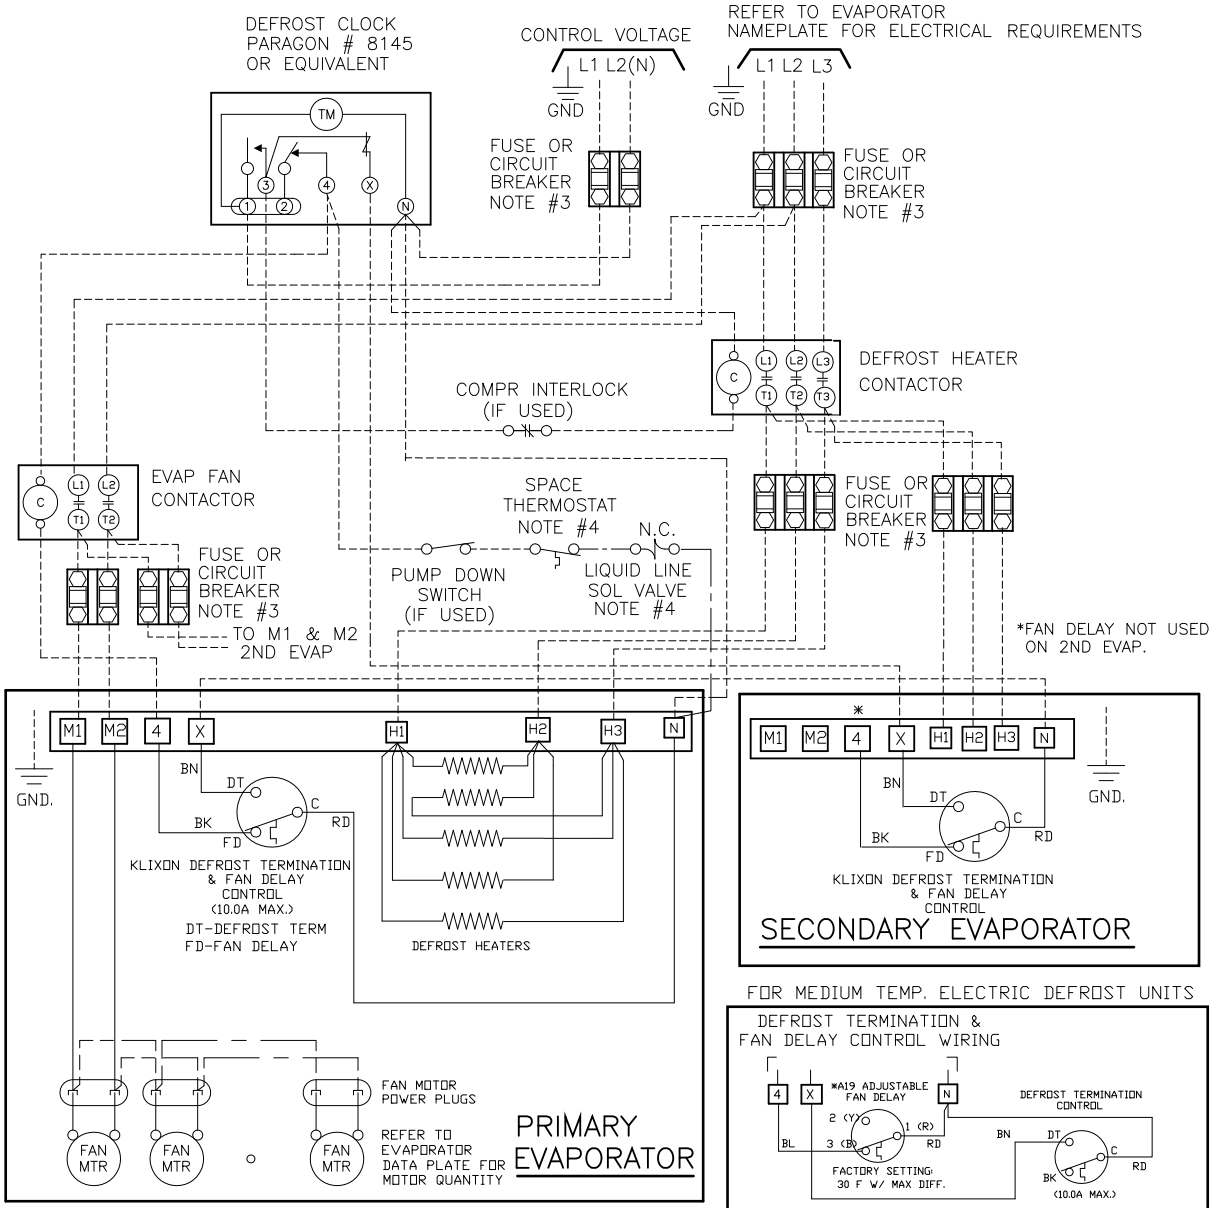 DEFROST CLOCK
PARAGON # 8145
OR EQUIVALENT
CONTROL VOLTAGE
L1 L2(N)
GND
REFER TO EVAPORATOR
NAMEPLATE FOR ELECTRICAL REQUIREMENTS
L1 L2 L3
GND
TM
3 4 X
1 2 N
FUSE OR
CIRCUIT
BREAKER
NOTE #3
FUSE OR
CIRCUIT
BREAKER
NOTE #3
C
L1 L2 L3
T1 T2 T3
DEFROST HEATER
CONTACTOR
COMPR INTERLOCK
(IF USED)
C
L1 L2
T1 T2
EVAP FAN
CONTACTOR
SPACE
THERMOSTAT
NOTE #4
N.C.
FUSE OR
CIRCUIT
BREAKER
NOTE #3
PUMP DOWN
SWITCH
(IF USED)
LIQUID LINE
SOL VALVE
NOTE #4
FUSE OR
CIRCUIT
BREAKER
NOTE #3
TO M1 & M2
2ND EVAP
*FAN DELAY NOT USED
ON 2ND EVAP.
M1 M2 4 X H1 H2 H3 N
GND.
BN
DT
C
RD
BK
FD
KLIXON DEFROST TERMINATION
& FAN DELAY
CONTROL
(10.0A MAX.)
DT-DEFROST TERM
FD-FAN DELAY
DEFROST HEATERS
FAN MOTOR
POWER PLUGS
FAN
MTR
FAN
MTR
FAN
MTR
REFER TO
EVAPORATOR
DATA PLATE FOR
MOTOR QUANTITY
PRIMARY
EVAPORATOR
*
M1 M2 4 X H1 H2 H3 N
GND.
BN
DT
C
RD
BK
FD
KLIXON DEFROST TERMINATION
& FAN DELAY
CONTROL
SECONDARY EVAPORATOR
FOR MEDIUM TEMP. ELECTRIC DEFROST UNITS
DEFROST TERMINATION &
FAN DELAY CONTROL WIRING
4 X N
*A19 ADJUSTABLE
FAN DELAY
2 (Y)
1 (R)
RD
BL
3 (B)
FACTORY SETTING:
30 F W/ MAX DIFF.
DEFROST TERMINATION
CONTROL
BN
DT
C
RD
BK
(10.0A MAX.)